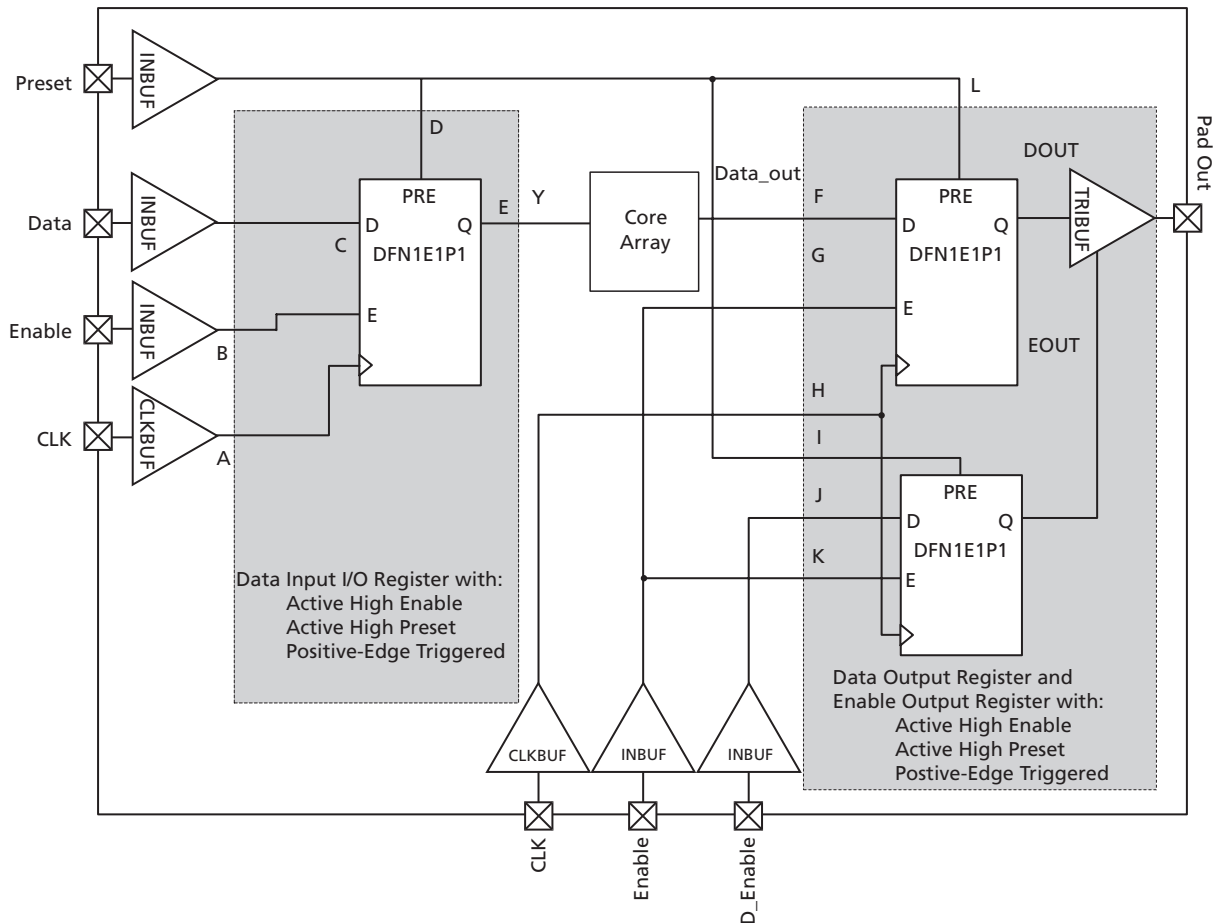 Preset
INBUF
L
D
Pad Out
DOUT
Data_out
PRE
PRE
TRIBUF
Data
INBUF
C
D
Q
DFN1E1P1
E
Y
Core
Array
F
D
Q
DFN1E1P1
G
Enable
INBUF
B
E
E
EOUT
CLK
CLKBUF
A
H
I
PRE
J
D
Q
DFN1E1P1
K
E
Data Input I/O Register with:
Active High Enable
Active High Preset
Positive-Edge Triggered
Data Output Register and
Enable Output Register with:
Active High Enable
Active High Preset
Postive-Edge Triggered
CLKBUF
INBUF
INBUF
CLK
Enable
D_Enable